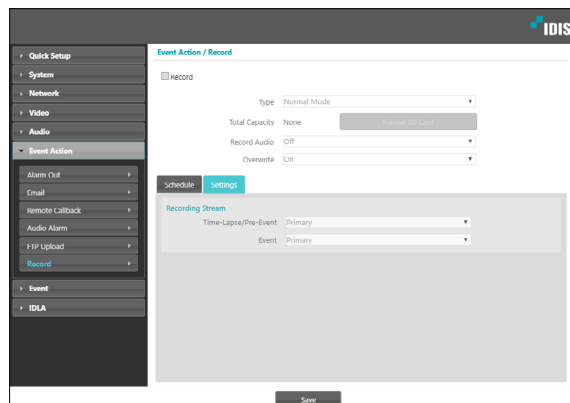 IDIS
Quick Setup
System
Network
Video
Audio
Event Action
Alarm Out
Email
Remote Callback
Audio Alarm
FTP Upload
Record
Event
IDLA
Event Action / Record
Record
Type Normal Mode
Total Capacity None Format SD Card
Record Audio Off
Overwrite On
Schedule Settings
Recording Stream
Time-Lapse/Pre-Event Primary
Event Primary
Save